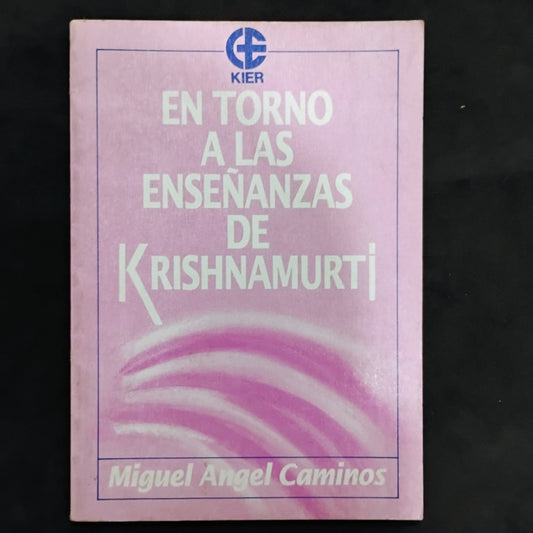 KIER
EN TORNO
A LAS
ENSEÑANZAS
DE
KRISHNAMURTI
Miguel Angel Caminos